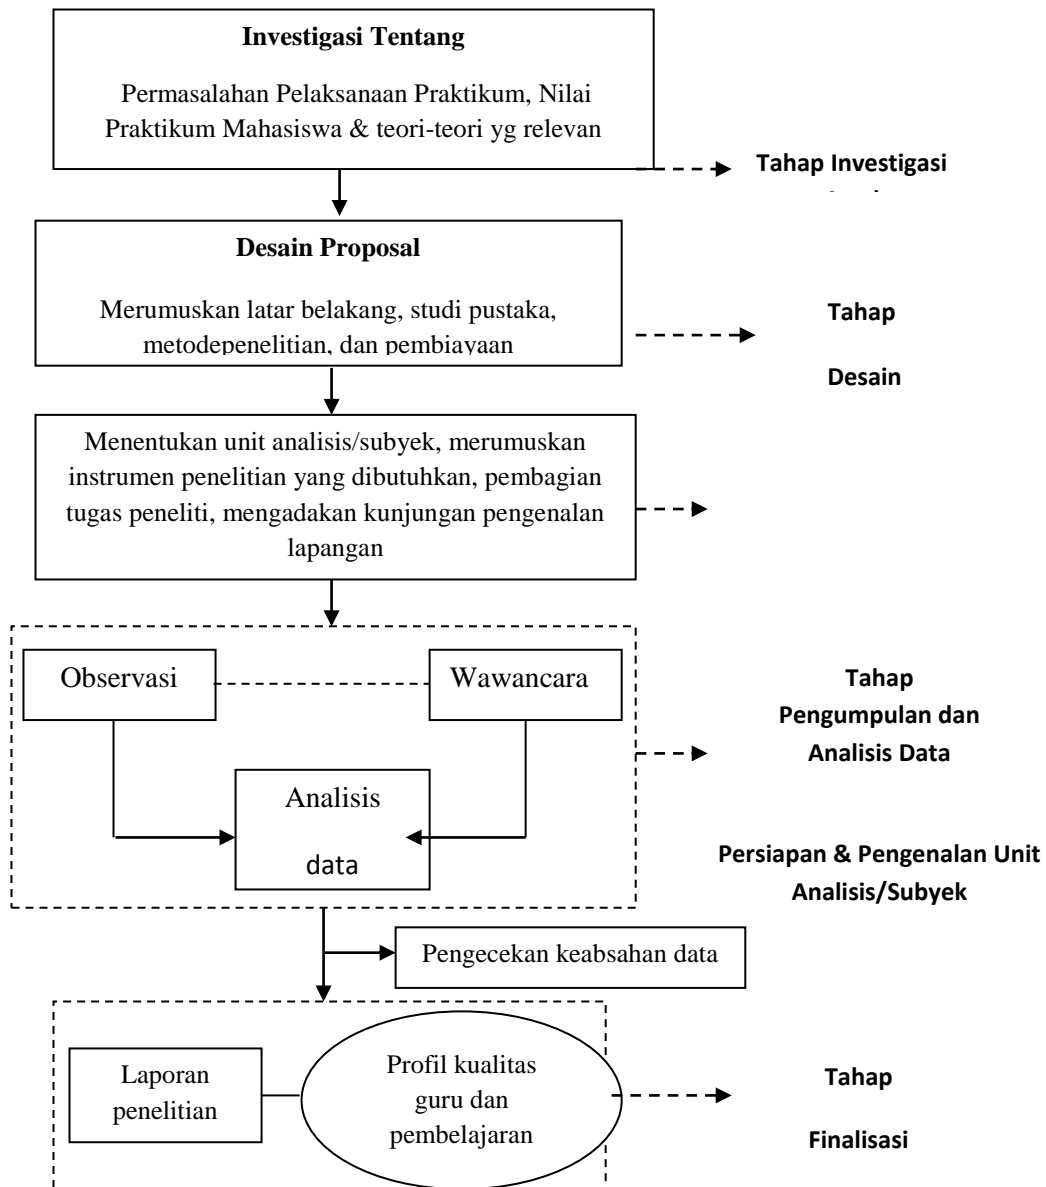 Investigasi Tentang
Permasalahan Pelaksanaan Praktikum, Nilai
Praktikum Mahasiswa & teori-teori yg relevan
Tahap Investigasi
Desain Proposal
Merumuskan latar belakang, studi pustaka,
metodepenelitian, dan pembiayaan
Tahap
Desain
Menentukan unit analisis/subyek, merumuskan
instrumen penelitian yang dibutuhkan, pembagian
tugas peneliti, mengadakan kunjungan pengenalan
lapangan
Observasi
Wawancara
Analisis
data
Tahap
Pengumpulan dan
Analisis Data
Persiapan & Pengenalan Unit
Analisis/Subyek
Pengecekan keabsahan data
Laporan
penelitian
Profil kualitas
guru dan
pembelajaran
Tahap
Finalisasi